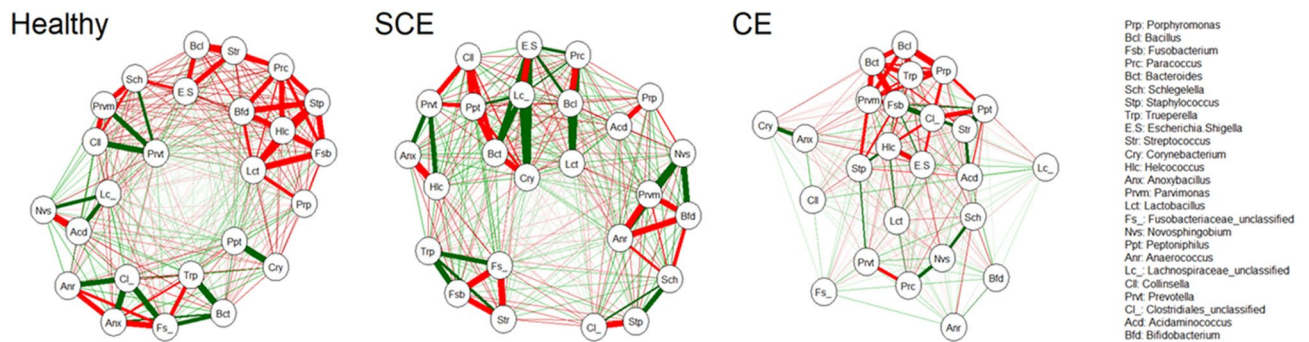 Healthy
Bcl
Str
Sch
E.S
Prc
Prvm
Bfd
Stp
Cll
Prvt
Hlc
Fsb
Lct
Nvs
Lc_
Acd
Prp
Ppt
Cry
Anr
Cl_
Trp
Anx
Fs_
Bct
SCE
Cll
E.S
Prc
Prvt
Ppt
Lc_
Bcl
Prp
Acd
Anx
Bct
Lct
Nvs
Hlc
Cry
Prvm
Bfd
Anr
Trp
Fs_
Sch
Fsb
Str
Cl_
Stp
CE
Bcl
Bct
Trp
Prp
Prvm
Fsb
Ppt
Cl_
Str
Cry
Anx
Hlc
Stp
E.S
Acd
Lc_
Cll
Lct
Sch
Prvt
Nvs
Prc
Bfd
Fs_
Anr
Prp: Porphyromonas
Bcl: Bacillus
Fsb: Fusobacterium
Prc: Paracoccus
Bct: Bacteroides
Sch: Schlegelella
Stp: Staphylococcus
Trp: Trueperella
E.S: Escherichia.Shigella
Str: Streptococcus
Cry: Corynebacterium
Hlc: Helcococcus
Anx: Anoxybacillus
Prvm: Parvimonas
Lct: Lactobacillus
Fs_: Fusobacteriaceae_unclassified
Nvs: Novosphingobium
Ppt: Peptoniphilus
Anr: Anaerococcus
Lc_: Lachnospiraceae_unclassified
Cll: Collinsella
Prvt: Prevotella
Cl_: Clostridiales_unclassified
Acd: Acidaminococcus
Bfd: Bifidobacterium